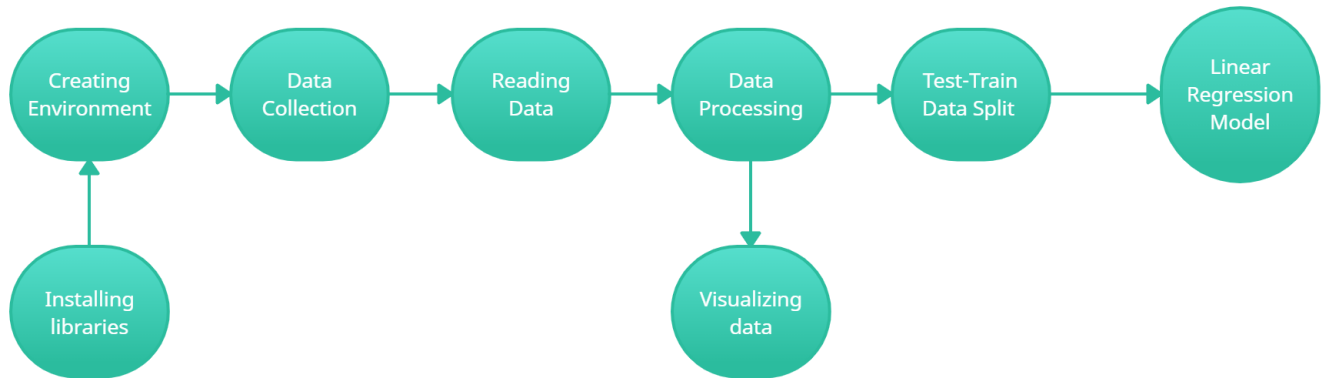 Creating
Environment
Data
Collection
Reading
Data
Data
Processing
Test-Train
Data Split
Linear
Regression
Model
Installing
libraries
Visualizing
data